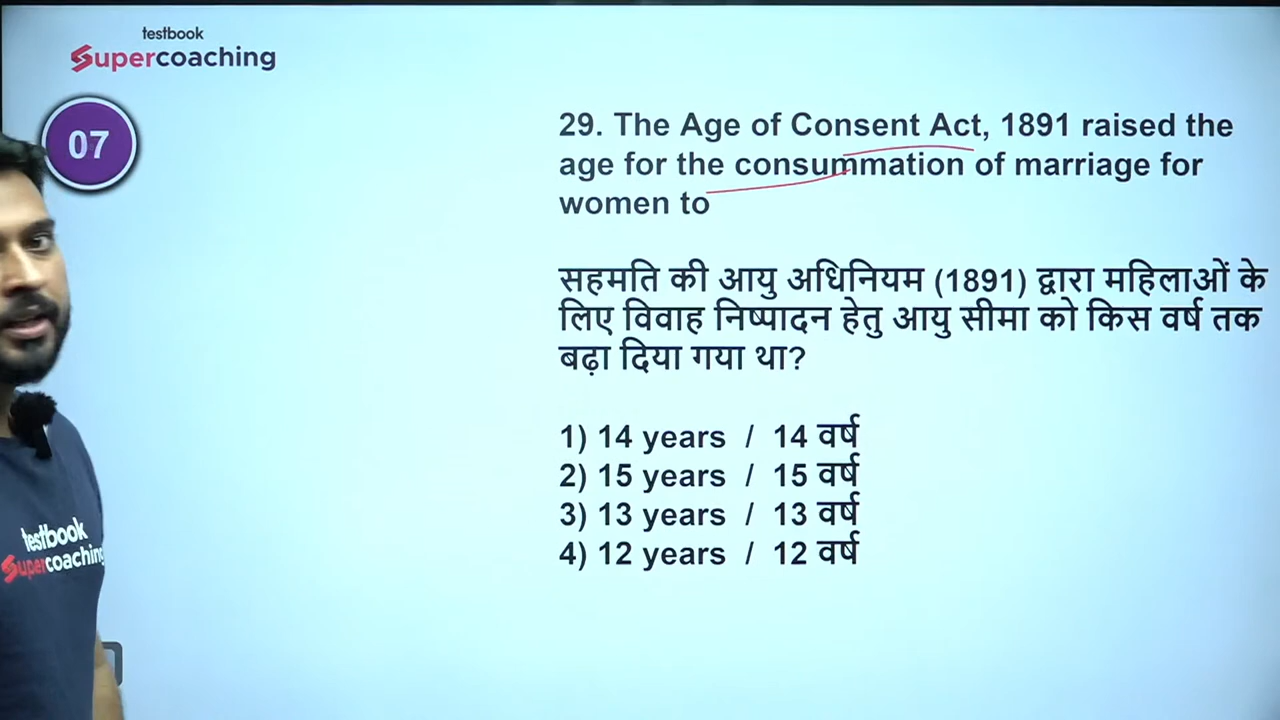 testbook
Supercoaching
07
29. The Age of Consent Act, 1891 raised the
age for the consummation of marriage for
women to
सहमति की आयु अधिनियम (1891) द्वारा महिलाओं के
लिए विवाह निष्पादन हेतु आयु सीमा को किस वर्ष तक
बढ़ा दिया गया था?
1) 14 years / 14 वर्ष
2) 15 years / 15 वर्ष
3) 13 years / 13 वर्ष
4) 12 years / 12 वर्ष
testbook
Supercoaching